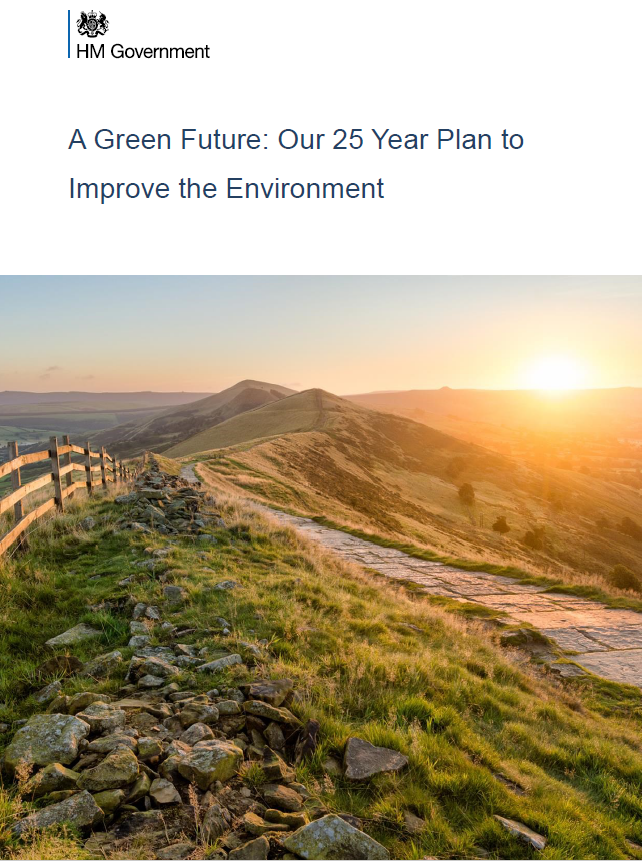 HM Government
A Green Future: Our 25 Year Plan to
Improve the Environment